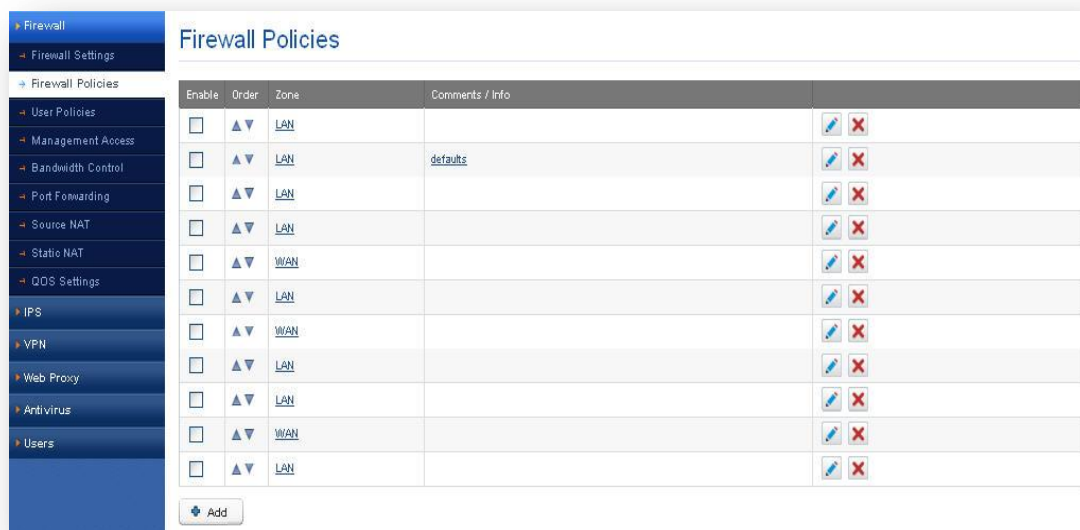 Firewall
Firewall Settings
Firewall Policies
User Policies
Management Access
Bandwidth Control
Port Forwarding
Source NAT
Static NAT
QOS Settings
IPS
VPN
Web Proxy
Antivirus
Users
Firewall Policies
Enable Order Zone Comments / Info
LAN
LAN defaults
LAN
LAN
WAN
LAN
WAN
LAN
LAN
WAN
LAN
Add